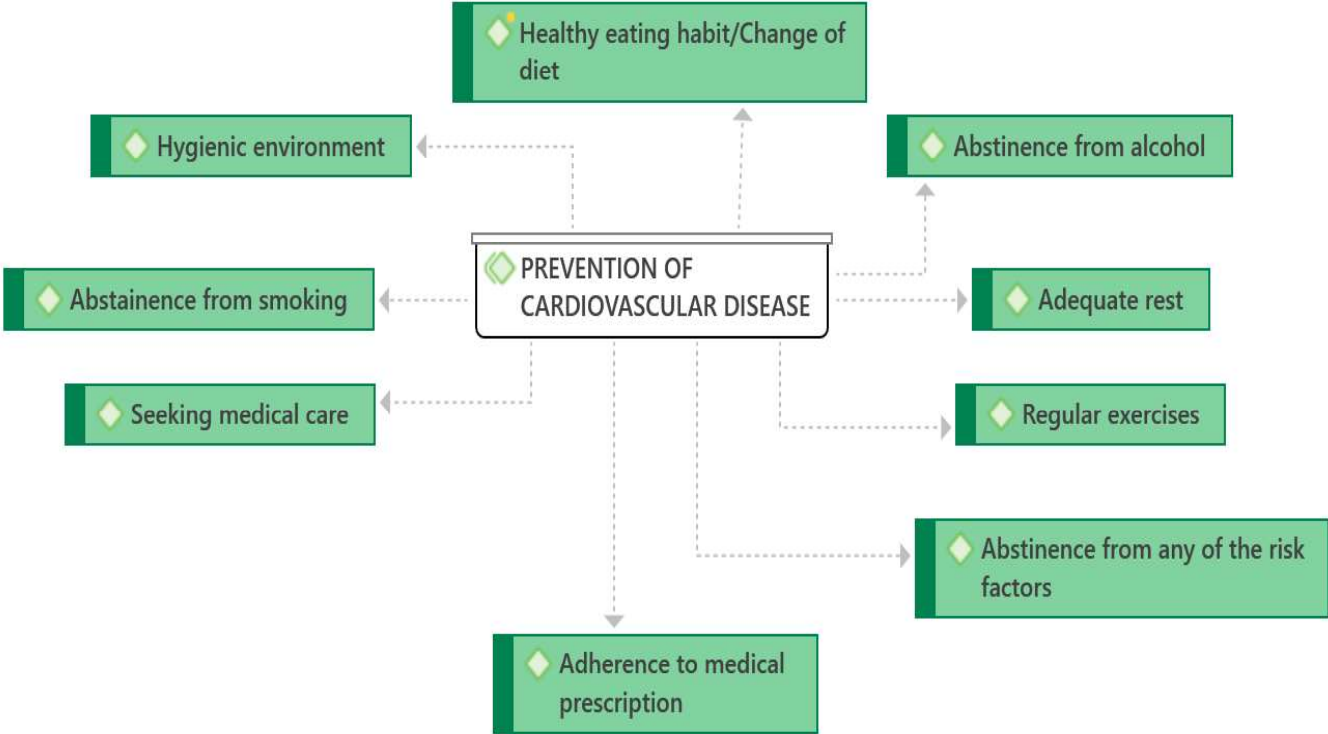 Healthy eating habit/Change of
diet
Hygienic environment
Abstinence from alcohol
PREVENTION OF
CARDIOVASCULAR DISEASE
Abstainence from smoking
Adequate rest
Seeking medical care
Regular exercises
Abstinence from any of the risk
factors
Adherence to medical
prescription